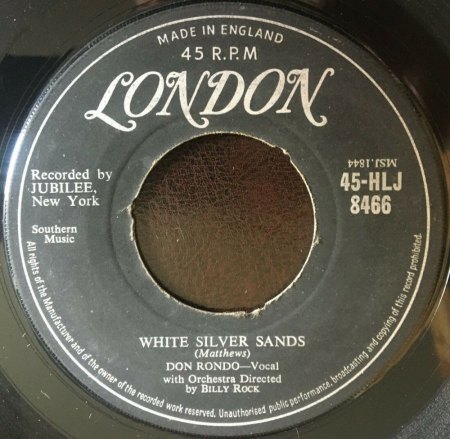 MADE IN ENGLAND
45 R.P.M
LONDON
Recorded by
JUBILEE,
New York
Southern
Music
MSJ.1844
45-HLJ
8466
WHITE SILVER SANDS
(Matthews)
DON RONDO—Vocal
with Orchestra Directed
by BILLY ROCK
All rights of the Manufacturer and of the owner of the recorded work reserved. Unauthorised public performance, broadcasting and copying of this record prohibited.